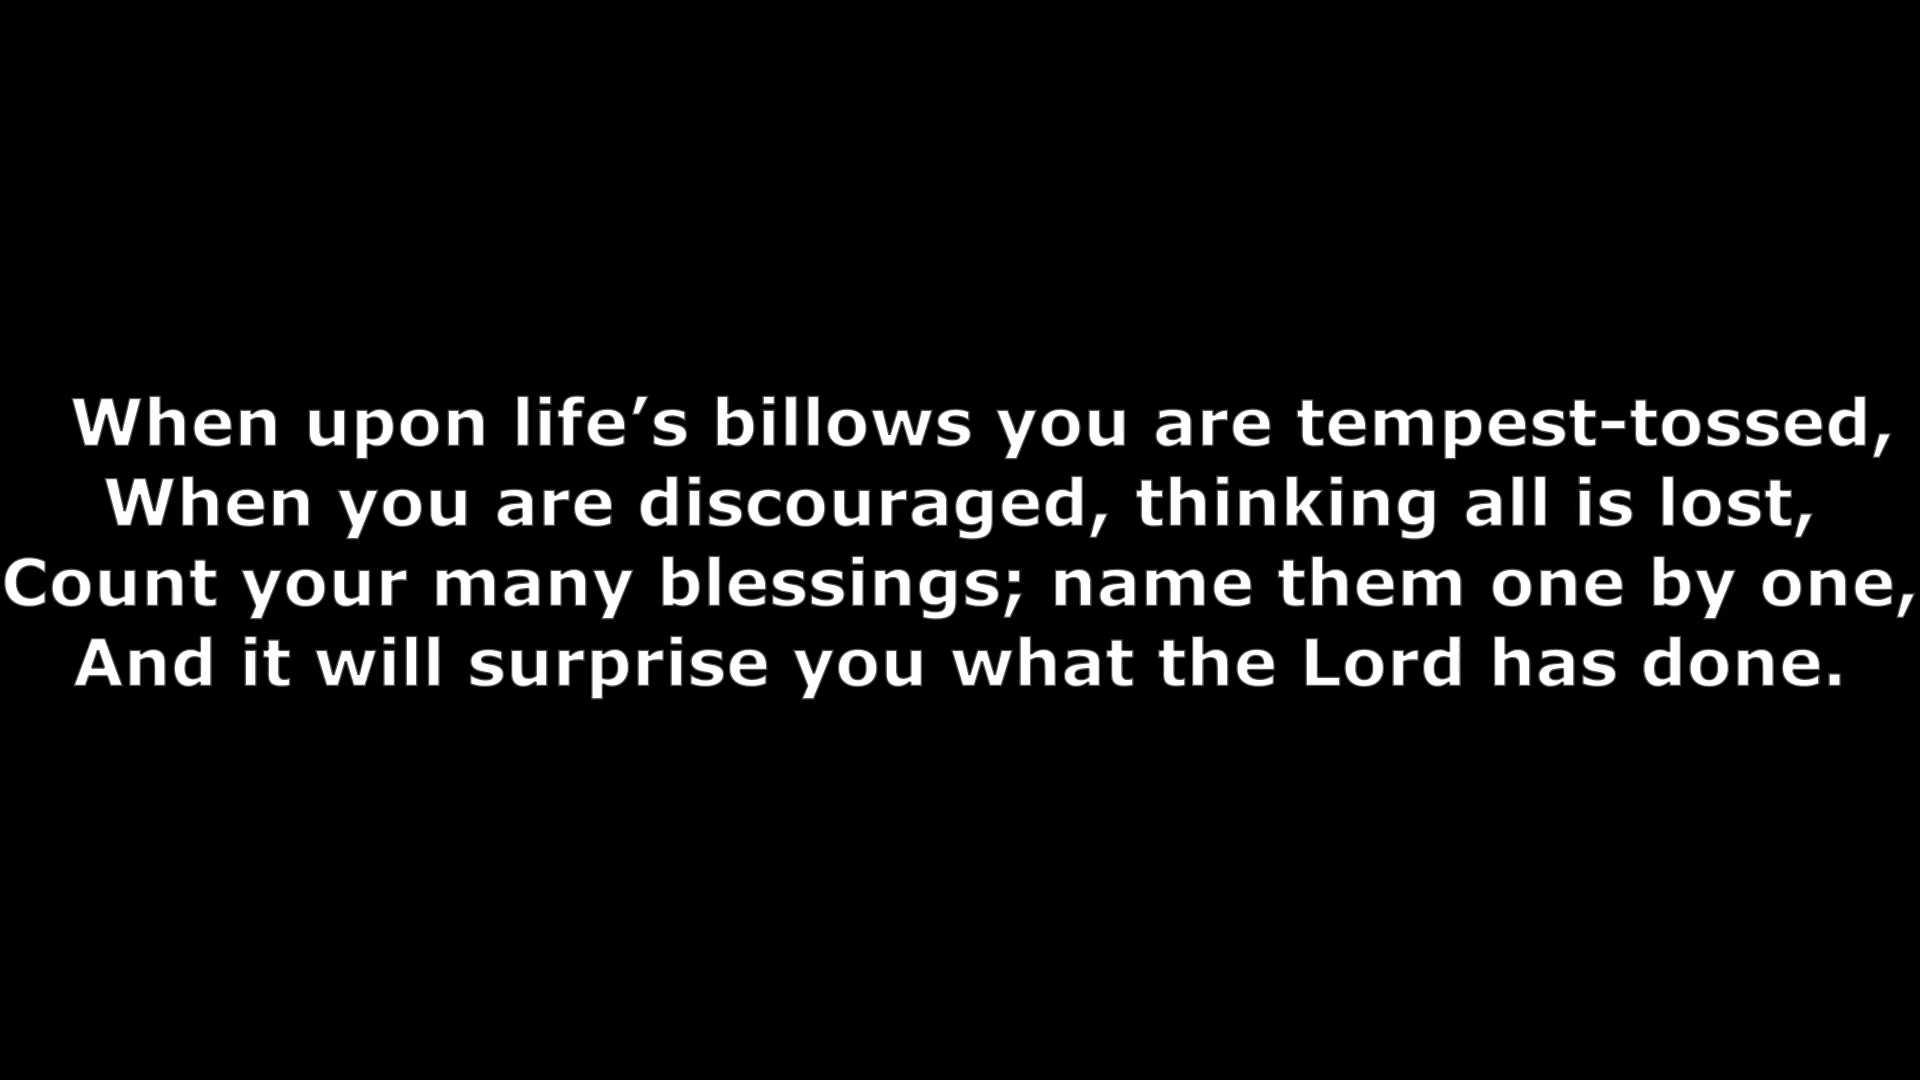 When upon life’s billows you are tempest-tossed,
When you are discouraged, thinking all is lost,
Count your many blessings; name them one by one,
And it will surprise you what the Lord has done.